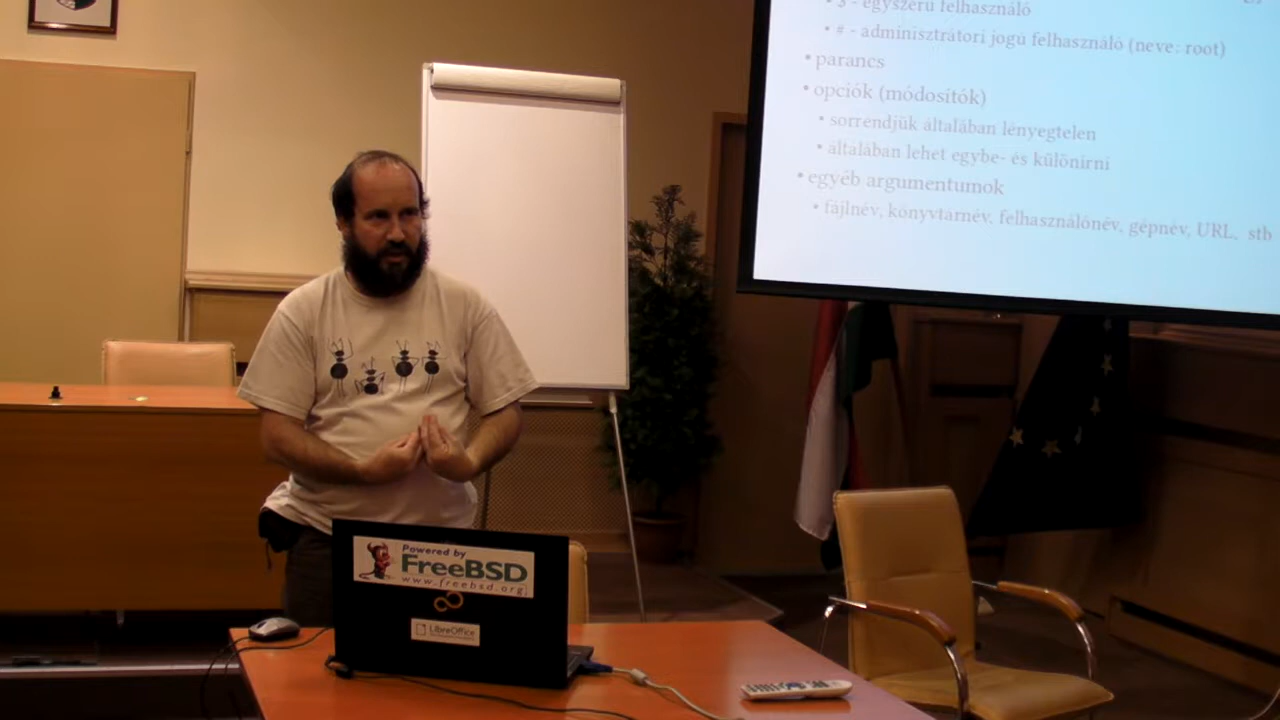 $ - egyszerű felhasználó
# - adminisztrátori jogú felhasználó (neve: root)
parancs
opciók (módosítók)
sorrendjük általában lényegtelen
általában lehet egybe- és különírni
egyéb argumentumok
fájlnév, könyvtárnév, felhasználónév, gépnév, URL, stb
Powered by
FreeBSD
www.freebsd.org
LibreOffice